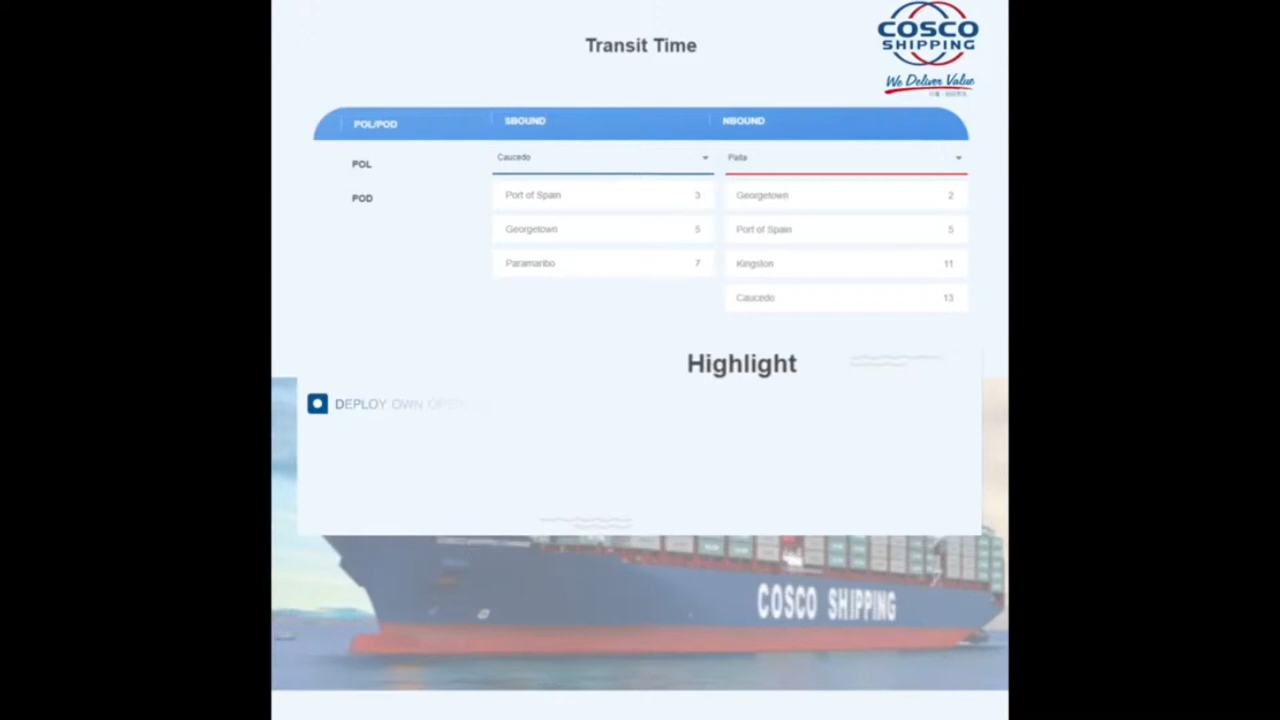 COSCO
SHIPPING
We Deliver Value
Transit Time
POL/POD SBOUND NBOUND
POL Caucedo Paita
POD Port of Spain 3 Georgetown 2
Georgetown 5 Port of Spain 5
Paramaribo 7 Kingston 11
Caucedo 13
Highlight
DEPLOY OWN
COSCO SHIPPING